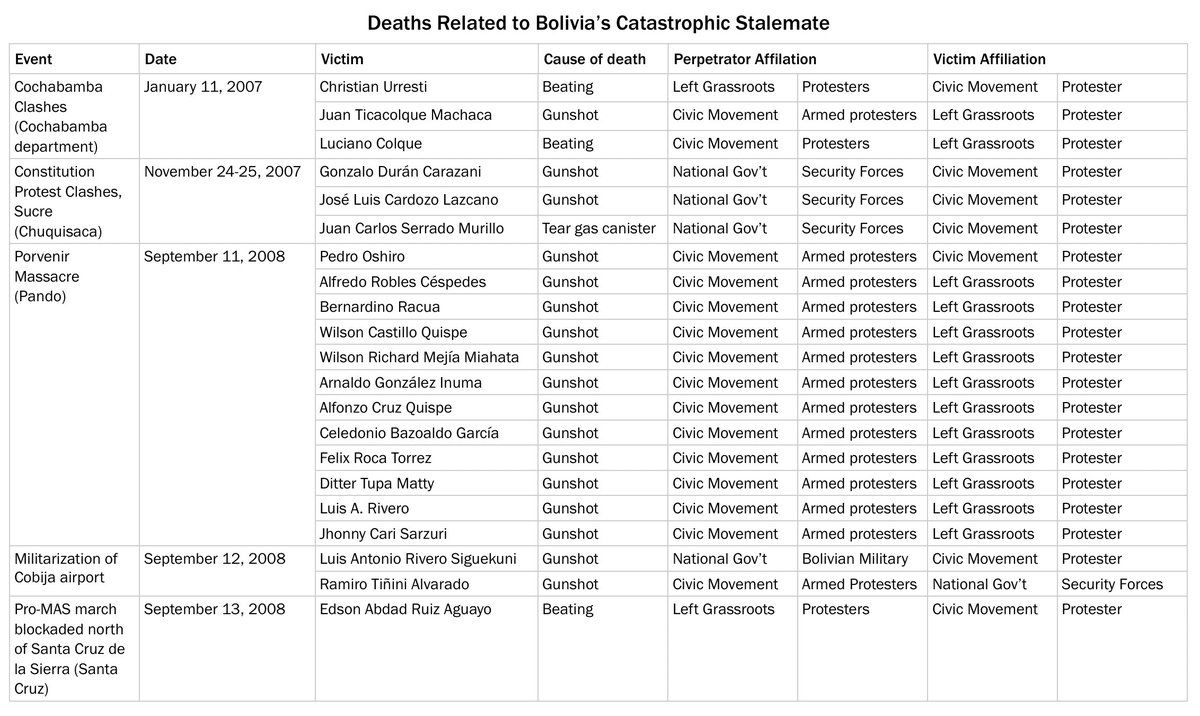 Deaths Related to Bolivia's Catastrophic Stalemate
Event Date Victim Cause of death Perpetrator Affilation Victim Affiliation
Cochabamba Clashes (Cochabamba department) January 11, 2007 Christian Urresti Beating Left Grassroots Protesters Civic Movement Protester
Juan Ticacolque Machaca Gunshot Civic Movement Armed protesters Left Grassroots Protester
Luciano Colque Beating Civic Movement Protesters Left Grassroots Protester
Constitution Protest Clashes, Sucre (Chuquisaca) November 24-25, 2007 Gonzalo Durán Carazani Gunshot National Gov't Security Forces Civic Movement Protester
José Luis Cardozo Lazcano Gunshot National Gov't Security Forces Civic Movement Protester
Juan Carlos Serrado Murillo Tear gas canister National Gov't Security Forces Civic Movement Protester
Porvenir Massacre (Pando) September 11, 2008 Pedro Oshiro Gunshot Civic Movement Armed protesters Civic Movement Protester
Alfredo Robles Céspedes Gunshot Civic Movement Armed protesters Left Grassroots Protester
Bernardino Racua Gunshot Civic Movement Armed protesters Left Grassroots Protester
Wilson Castillo Quispe Gunshot Civic Movement Armed protesters Left Grassroots Protester
Wilson Richard Mejía Miahata Gunshot Civic Movement Armed protesters Left Grassroots Protester
Arnaldo González Inuma Gunshot Civic Movement Armed protesters Left Grassroots Protester
Alfonzo Cruz Quispe Gunshot Civic Movement Armed protesters Left Grassroots Protester
Celedonio Bazoaldo García Gunshot Civic Movement Armed protesters Left Grassroots Protester
Felix Roca Torrez Gunshot Civic Movement Armed protesters Left Grassroots Protester
Ditter Tupa Matty Gunshot Civic Movement Armed protesters Left Grassroots Protester
Luis A. Rivero Gunshot Civic Movement Armed protesters Left Grassroots Protester
Jhonny Cari Sarzuri Gunshot Civic Movement Armed protesters Left Grassroots Protester
Militarization of Cobija airport September 12, 2008 Luis Antonio Rivero Siguekuni Gunshot National Gov't Bolivian Military Civic Movement Protester
Ramiro Tiñini Alvarado Gunshot Civic Movement Armed Protesters National Gov't Security Forces
Pro-MAS march blockaded north of Santa Cruz de la Sierra (Santa Cruz) September 13, 2008 Edson Abdad Ruiz Aguayo Beating Left Grassroots Protesters Civic Movement Protester